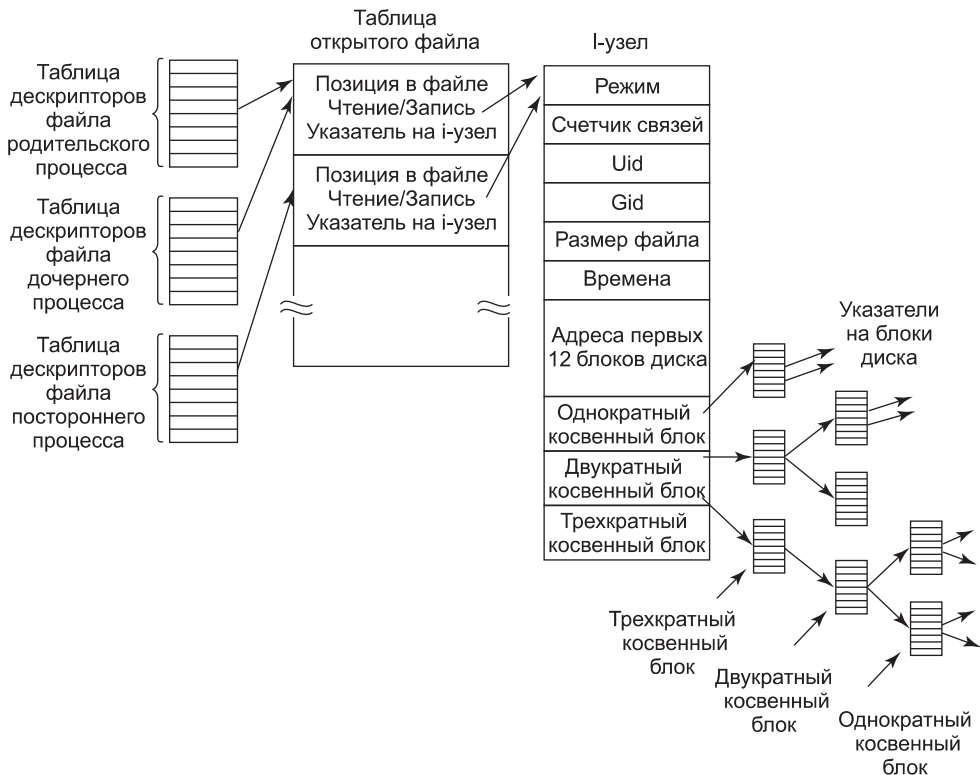 Таблица
открытого файла
I-узел
Таблица
дескрипторов
файла
родительского
процесса
Таблица
дескрипторов
файла
дочернего
процесса
Таблица
дескрипторов
файла
постороннего
процесса
Позиция в файле
Чтение/Запись
Указатель на i-узел
Позиция в файле
Чтение/Запись
Указатель на i-узел
Режим
Счетчик связей
Uid
Gid
Размер файла
Времена
Адреса первых
12 блоков диска
Однократный
косвенный блок
Двукратный
косвенный блок
Трехкратный
косвенный блок
Указатели
на блоки
диска
Трехкратный
косвенный
блок
Двукратный
косвенный
блок
Однократный
косвенный
блок